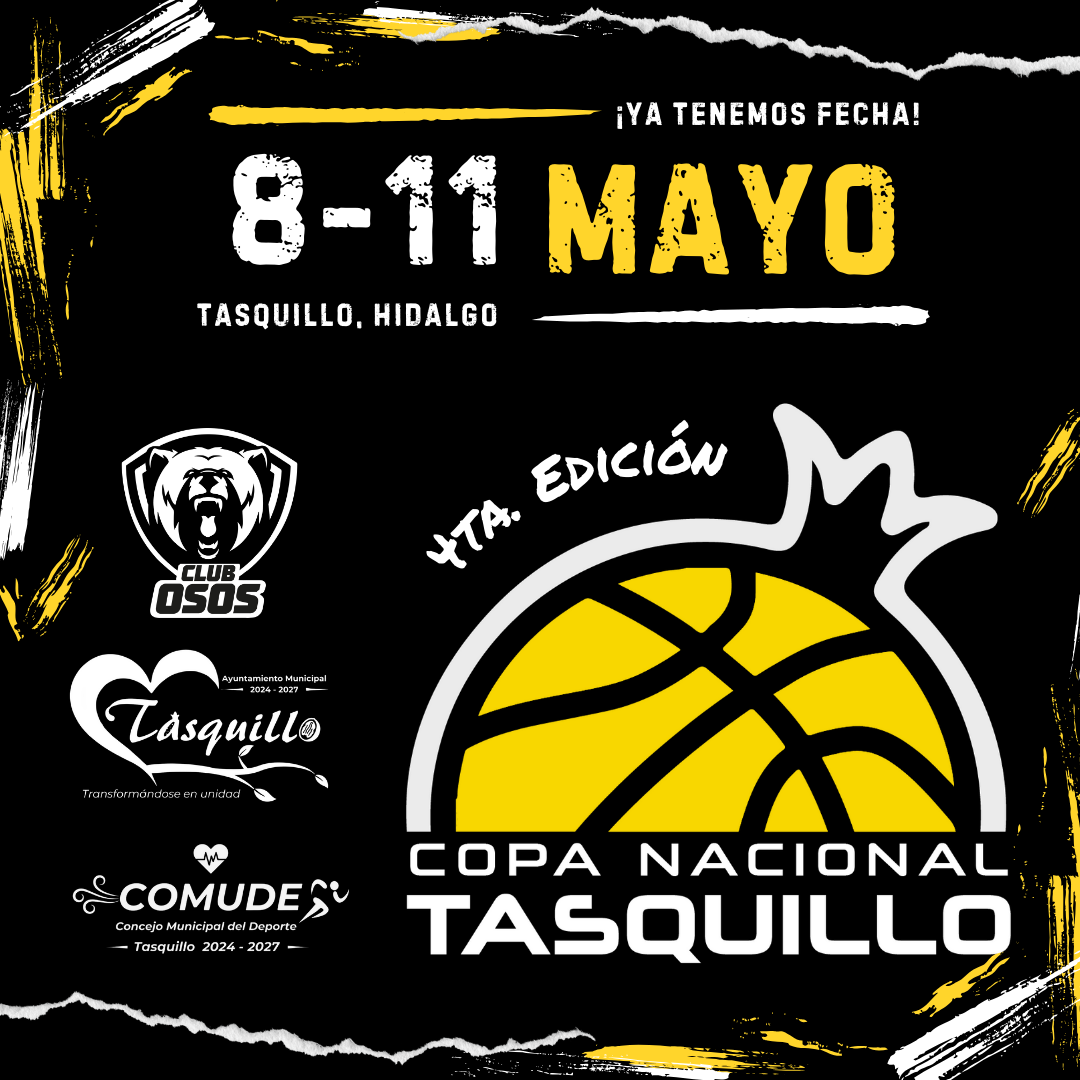 ¡YA TENEMOS FECHA!
8-11 MAYO
TASQUILLO, HIDALGO
4TA. EDICIÓN
CLUB
OSOS
Ayuntamiento Municipal
2024 - 2027
Tasquillo
Transformándose en unidad
COMUDE
Concejo Municipal del Deporte
Tasquillo 2024 - 2027
COPA NACIONAL
TASQUILLO